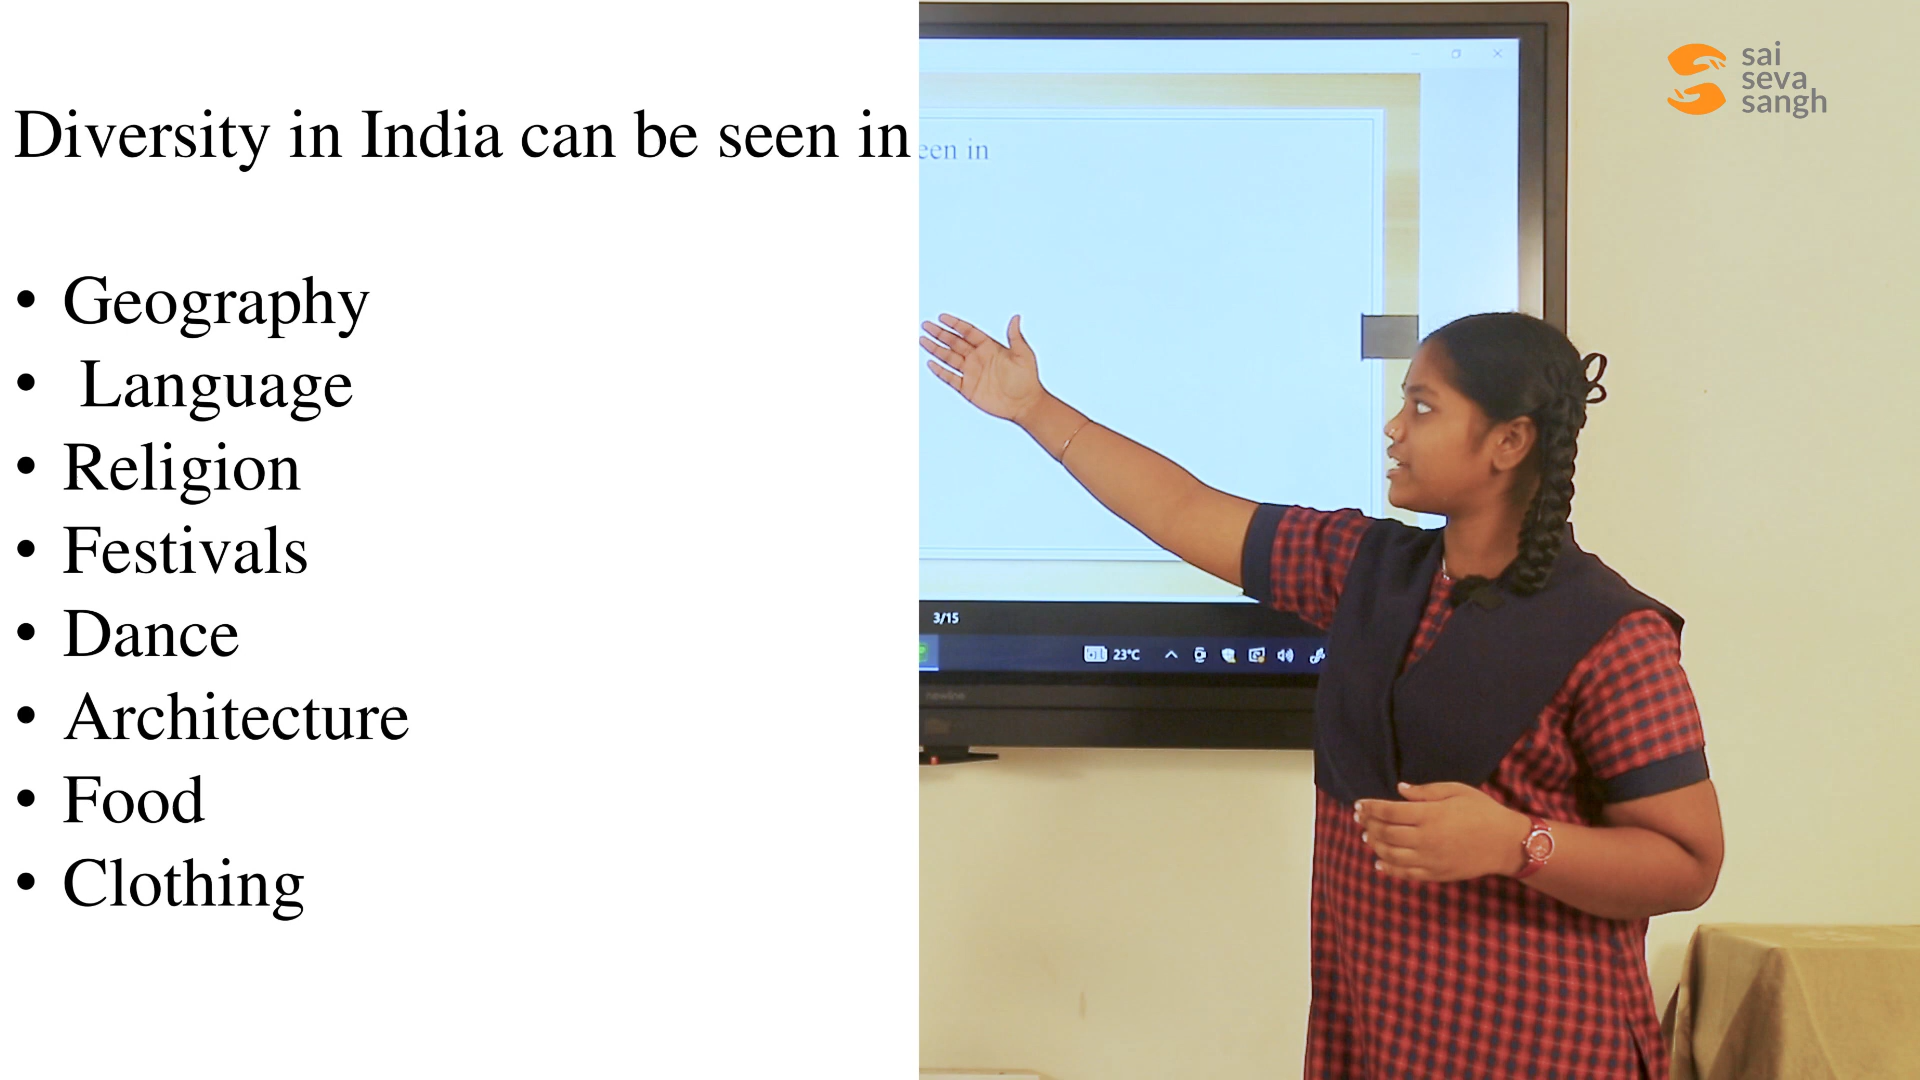 Diversity in India can be seen in
• Geography
• Language
• Religion
• Festivals
• Dance
• Architecture
• Food
• Clothing
een in
3/15
23°C
newline
sai
seva
sangh